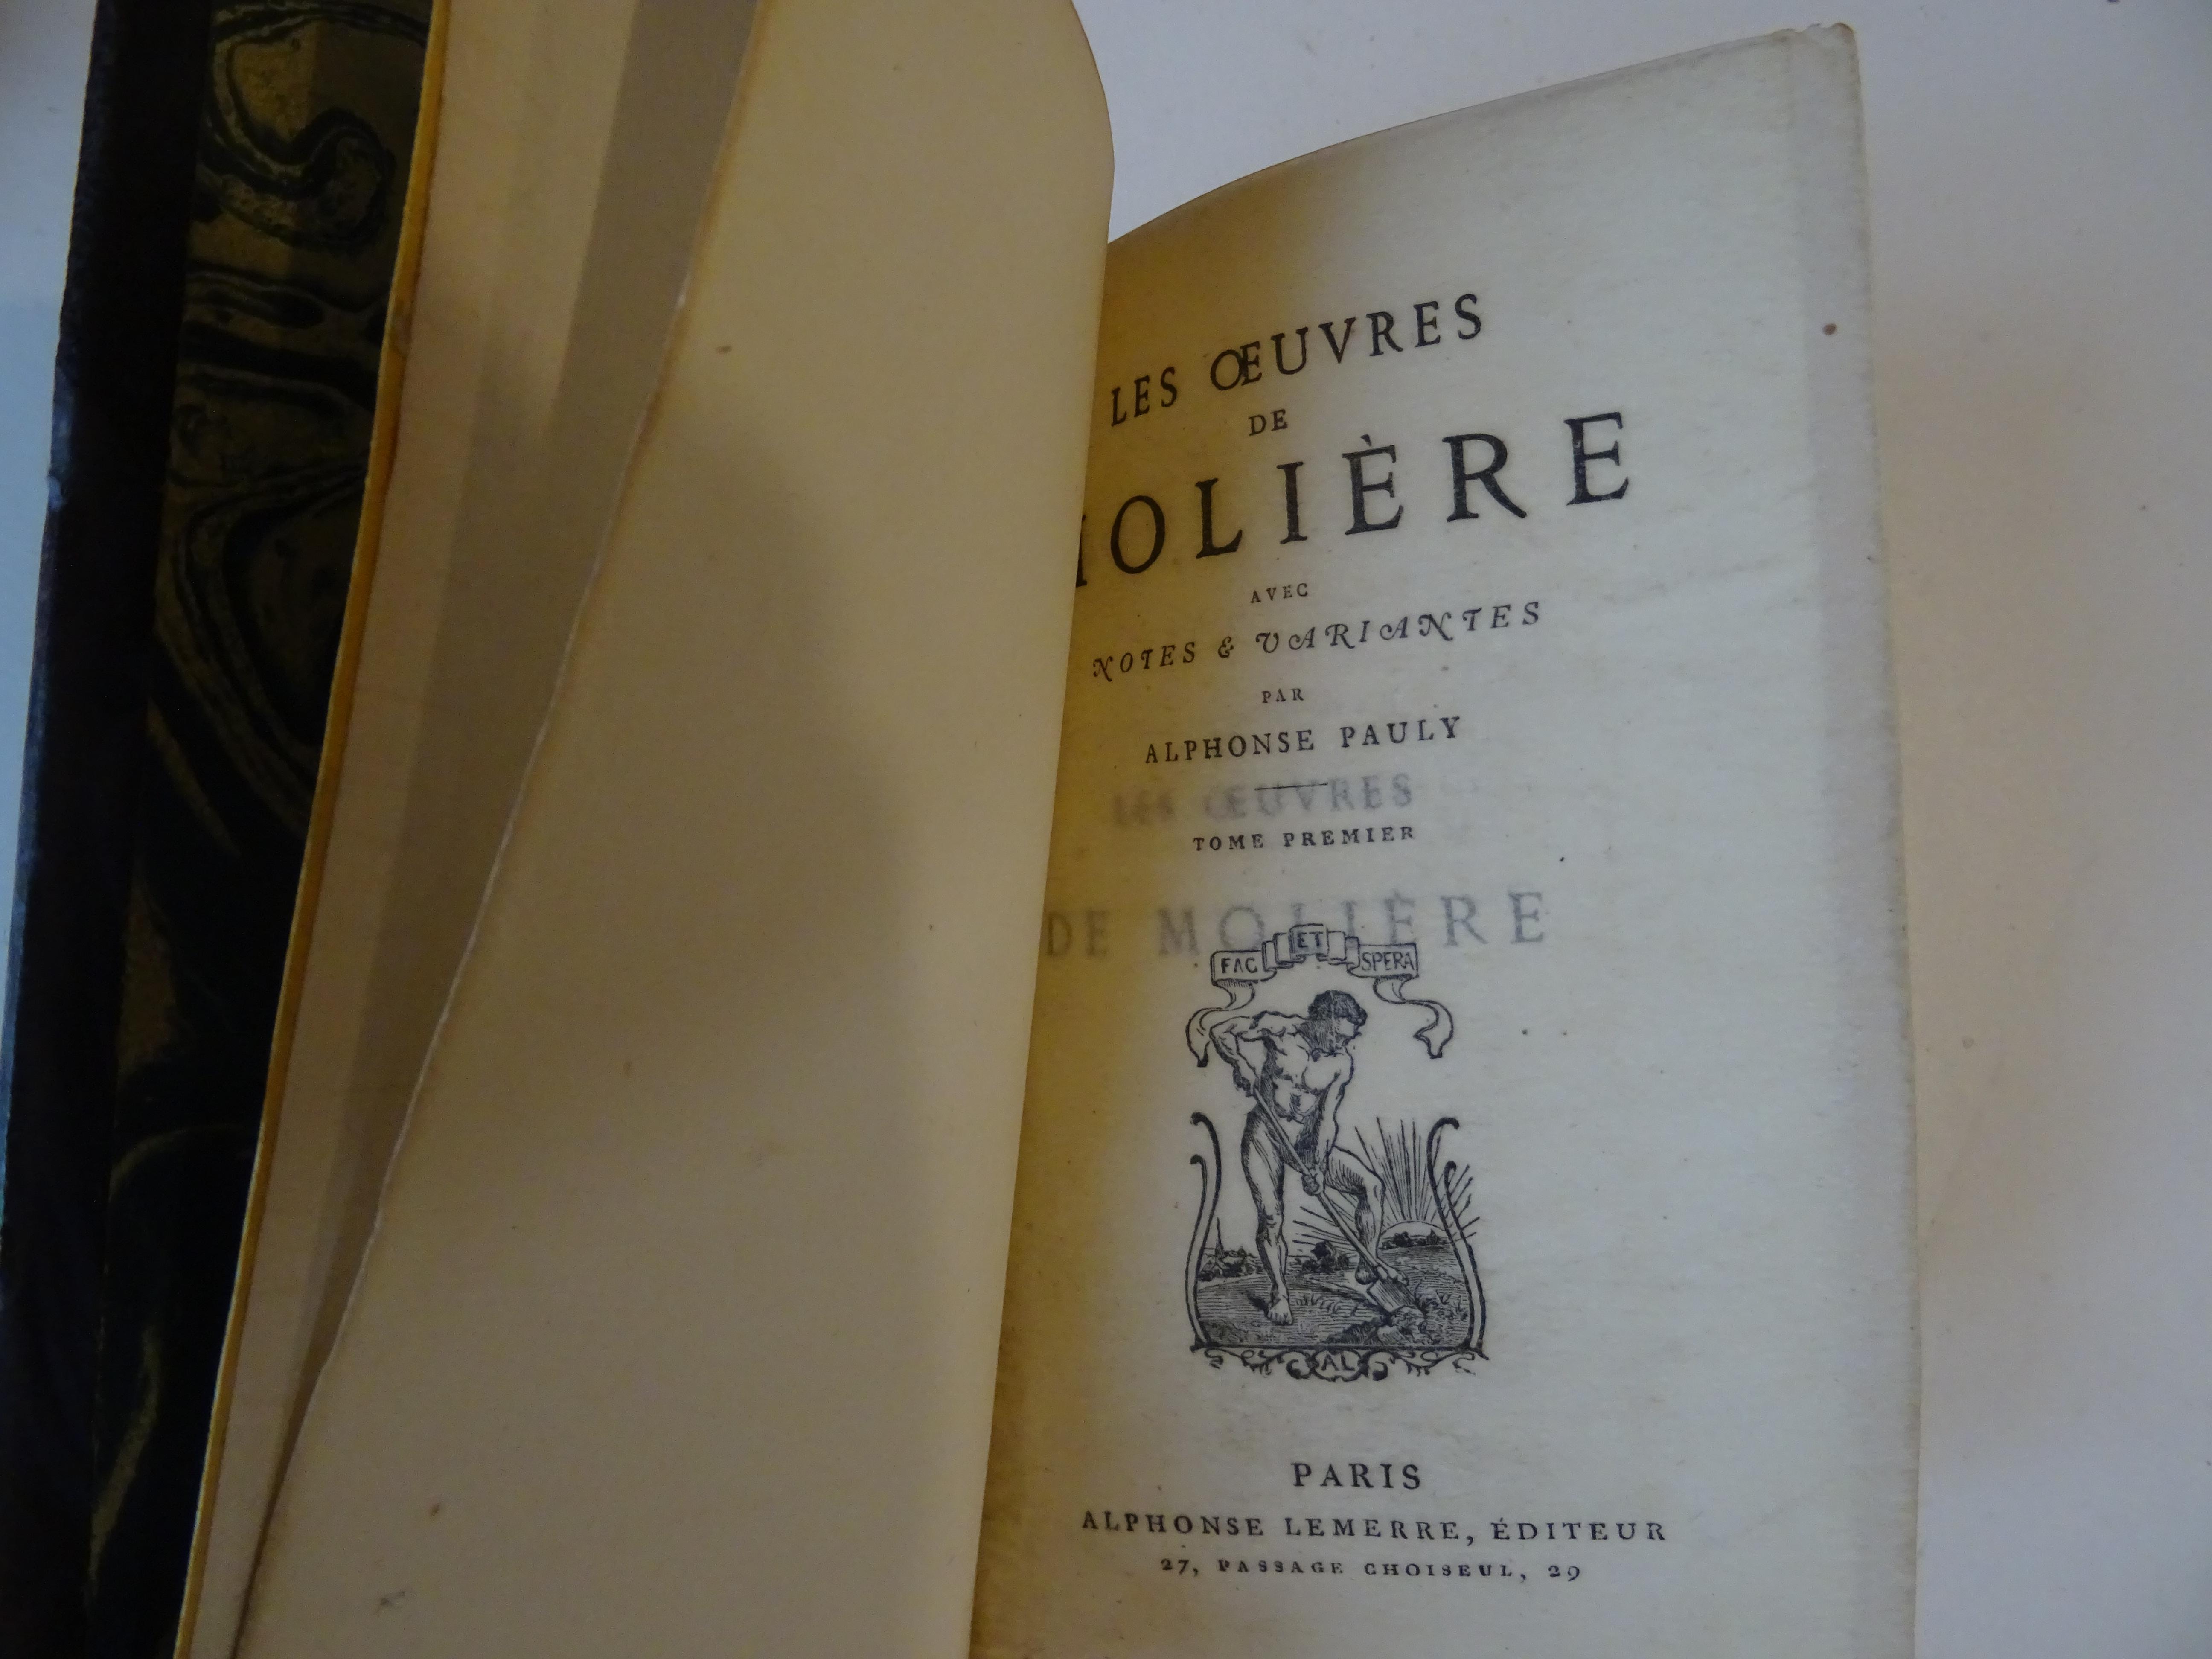 LES ŒUVRES
DE
MOLIÈRE
AVEC
NOTES & VARIANTES
PAR
ALPHONSE PAULY
LES ŒUVRES
TOME PREMIER
DE MOLIÈRE
FAC ET SPERA
AL
PARIS
ALPHONSE LEMERRE, ÉDITEUR
27, PASSAGE CHOISEUL, 29